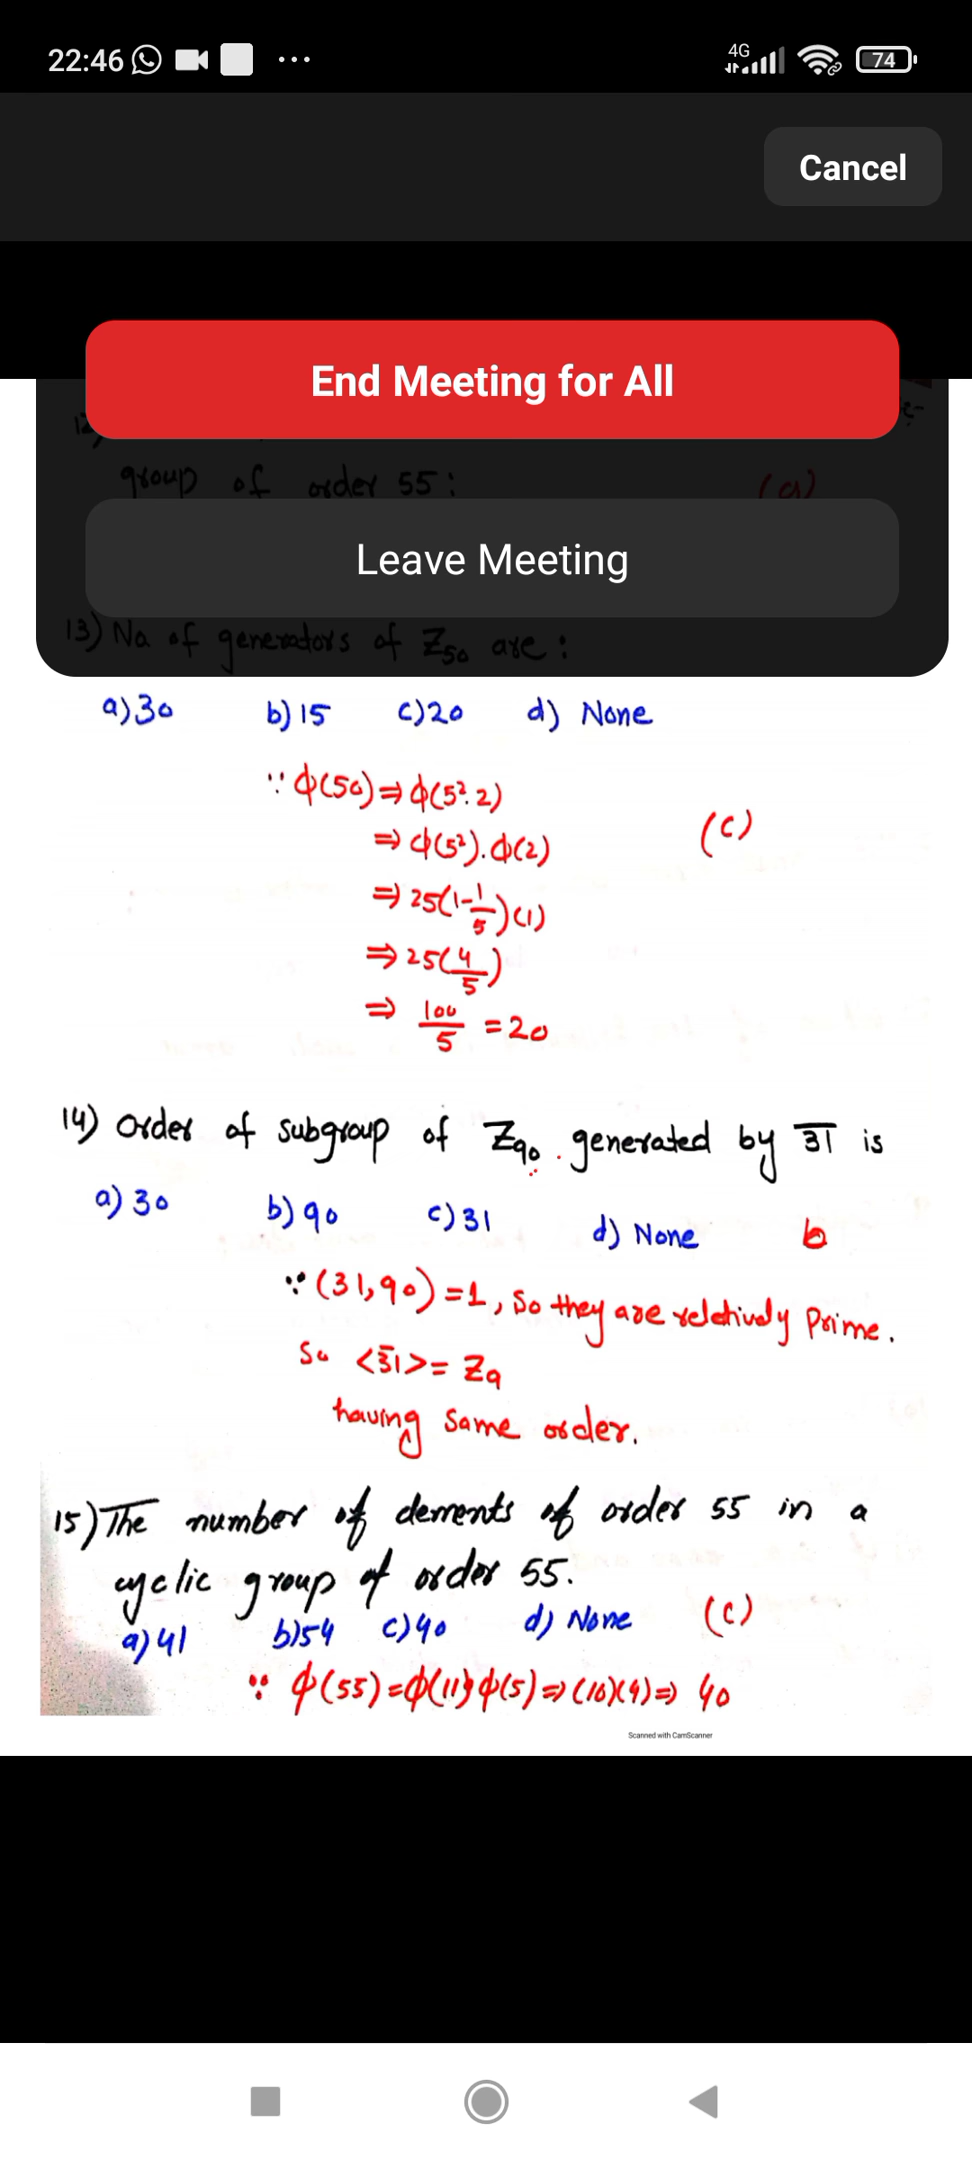 22:46 ...
4G 74
Cancel
End Meeting for All
12)
group of order 55 : (a)
Leave Meeting
13) No of generators of Z50 are :
a) 30 b) 15 c) 20 d) None
∵ ϕ(50) ⇒ ϕ(5².2)
⇒ ϕ(5²).ϕ(2) (c)
⇒ 25(1-1/5)(1)
⇒ 25(4/5)
⇒ 100/5 = 20
14) Order of subgroup of Z90 . generated by 3̅1̅ is
a) 30 b) 90 c) 31 d) None b
∵ (31,90) = 1, So they are relatively Prime.
So <3̅1̅> = Z9
having same order.
15) The number of elements of order 55 in a
cyclic group of order 55.
a) 41 b) 54 c) 40 d) None (c)
∵ ϕ(55) = ϕ(11) ϕ(5) ⇒ (10)(4) ⇒ 40
Scanned with CamScanner